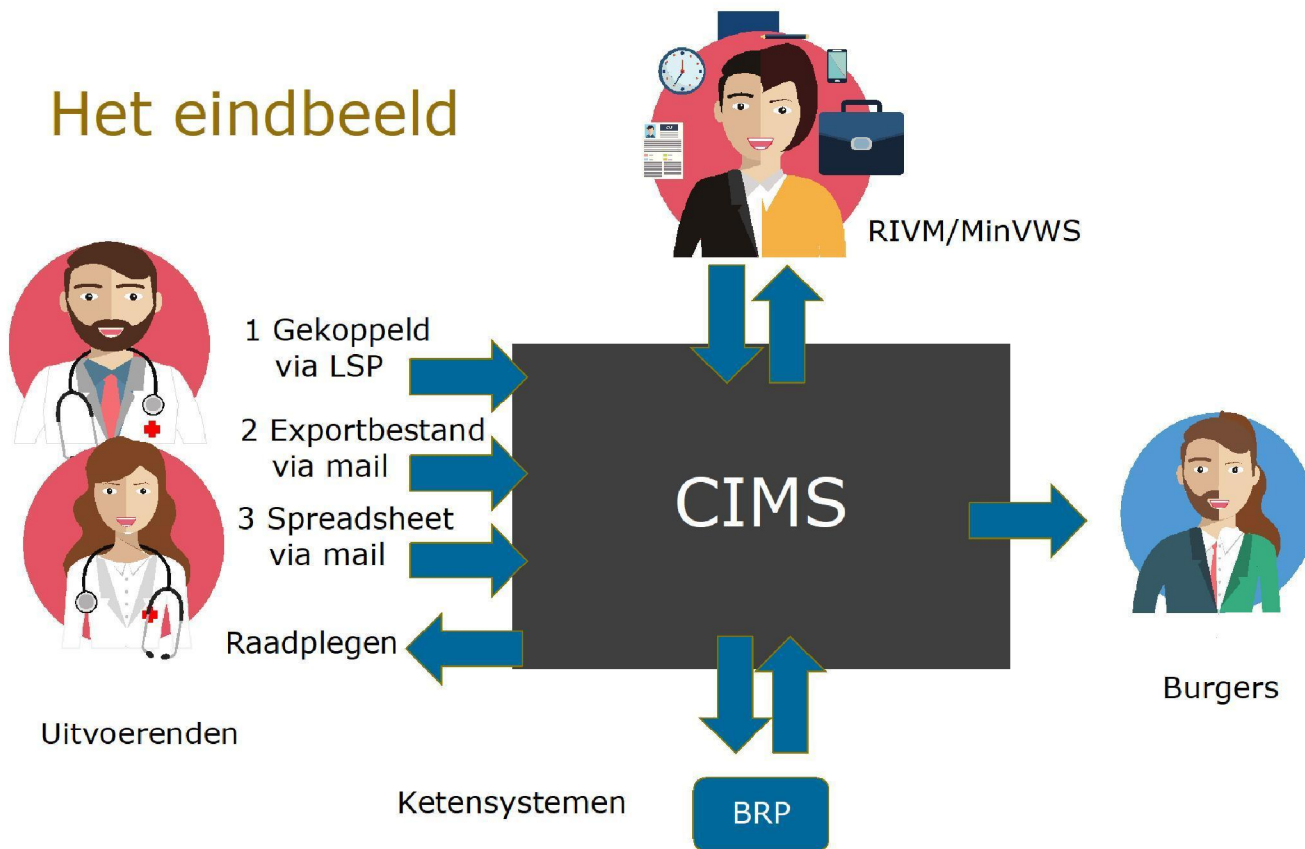 Het eindbeeld
RIVM/MinVWS
1 Gekoppeld
via LSP
2 Exportbestand
via mail
3 Spreadsheet
via mail
Raadplegen
Uitvoerenden
CIMS
Burgers
Ketensystemen
BRP